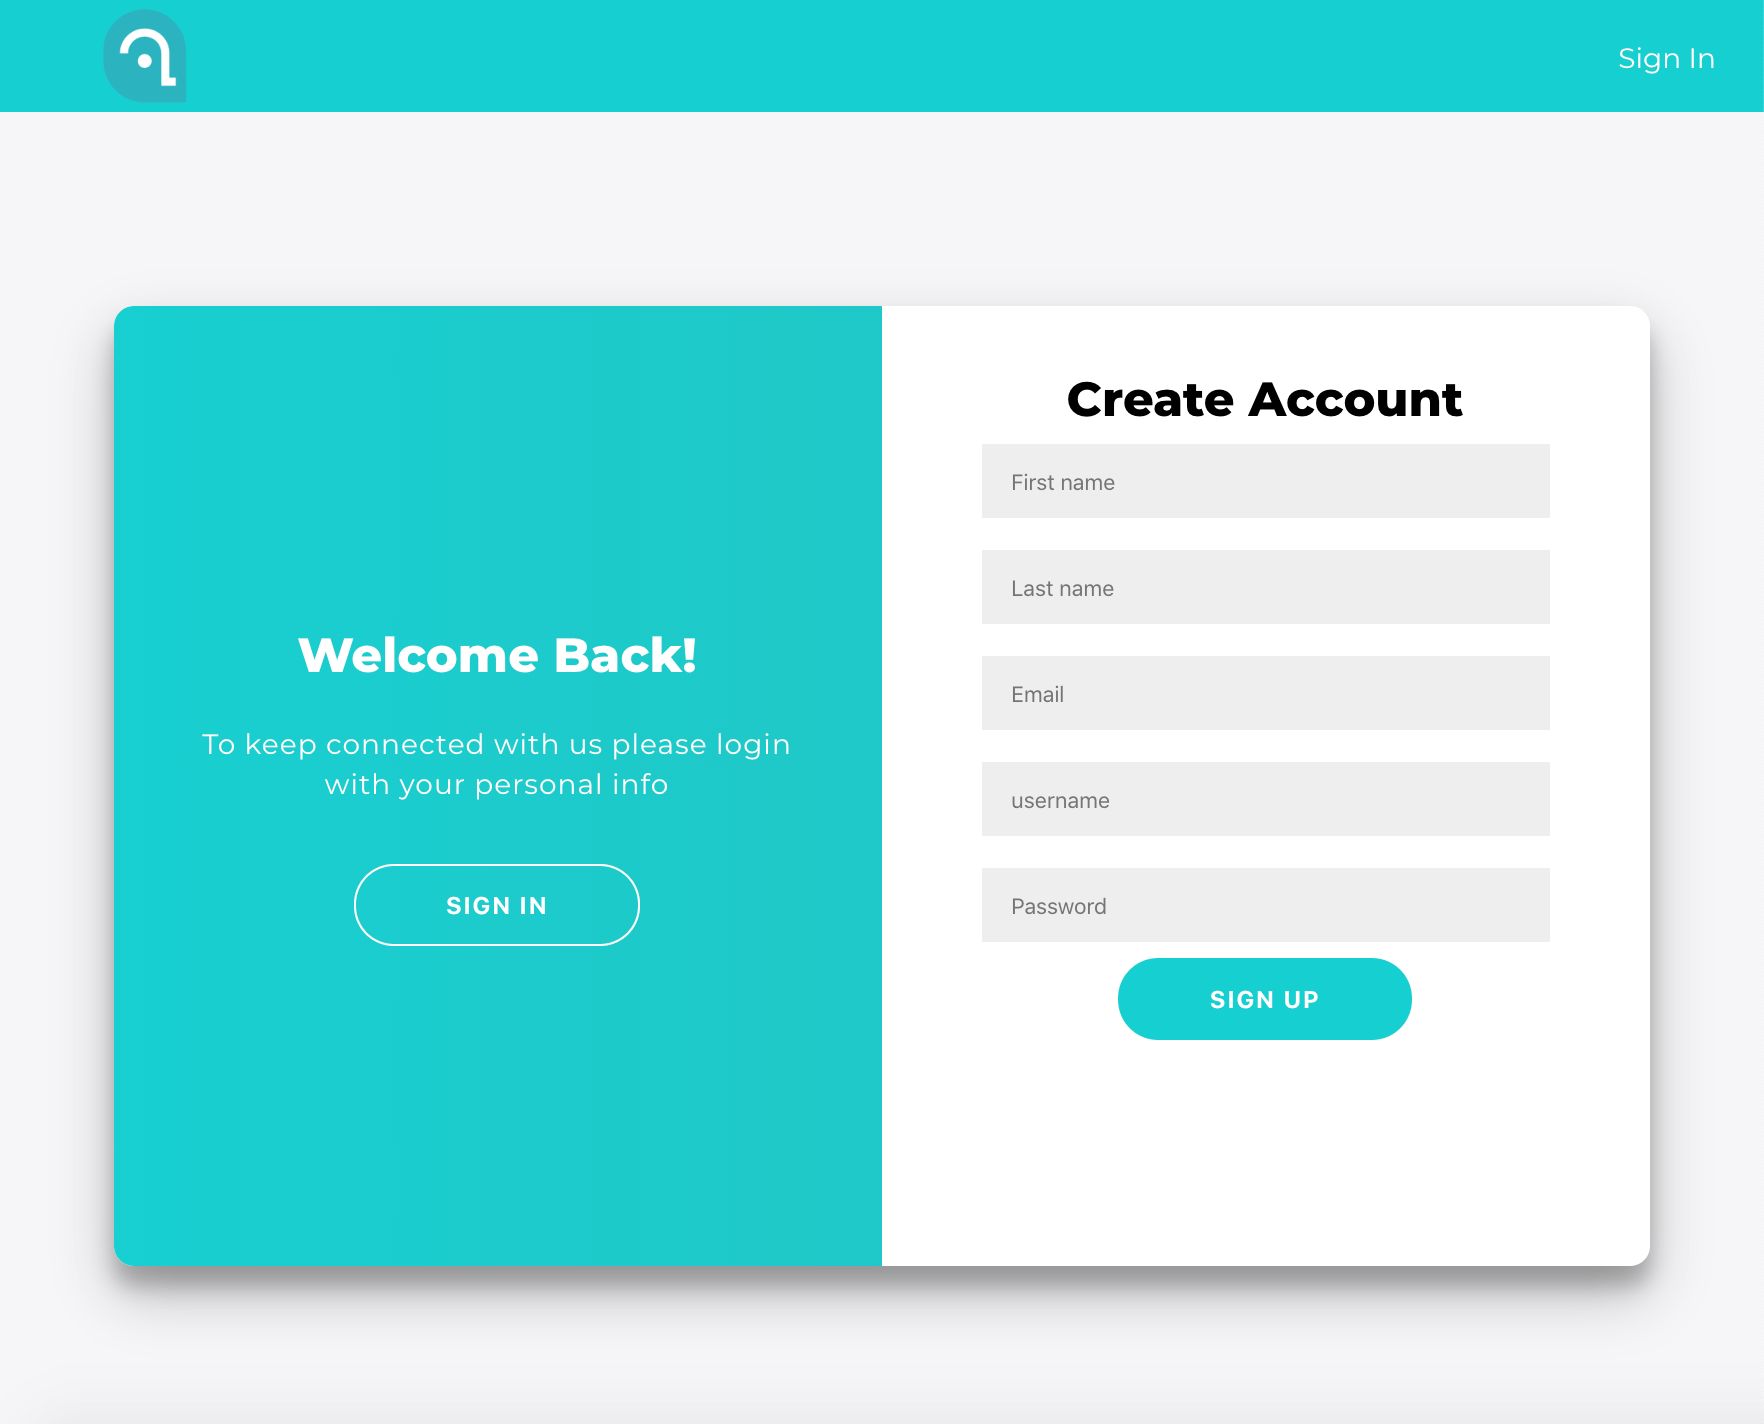 Sign In
Welcome Back!
To keep connected with us please login
with your personal info
SIGN IN
Create Account
First name
Last name
Email
username
Password
SIGN UP